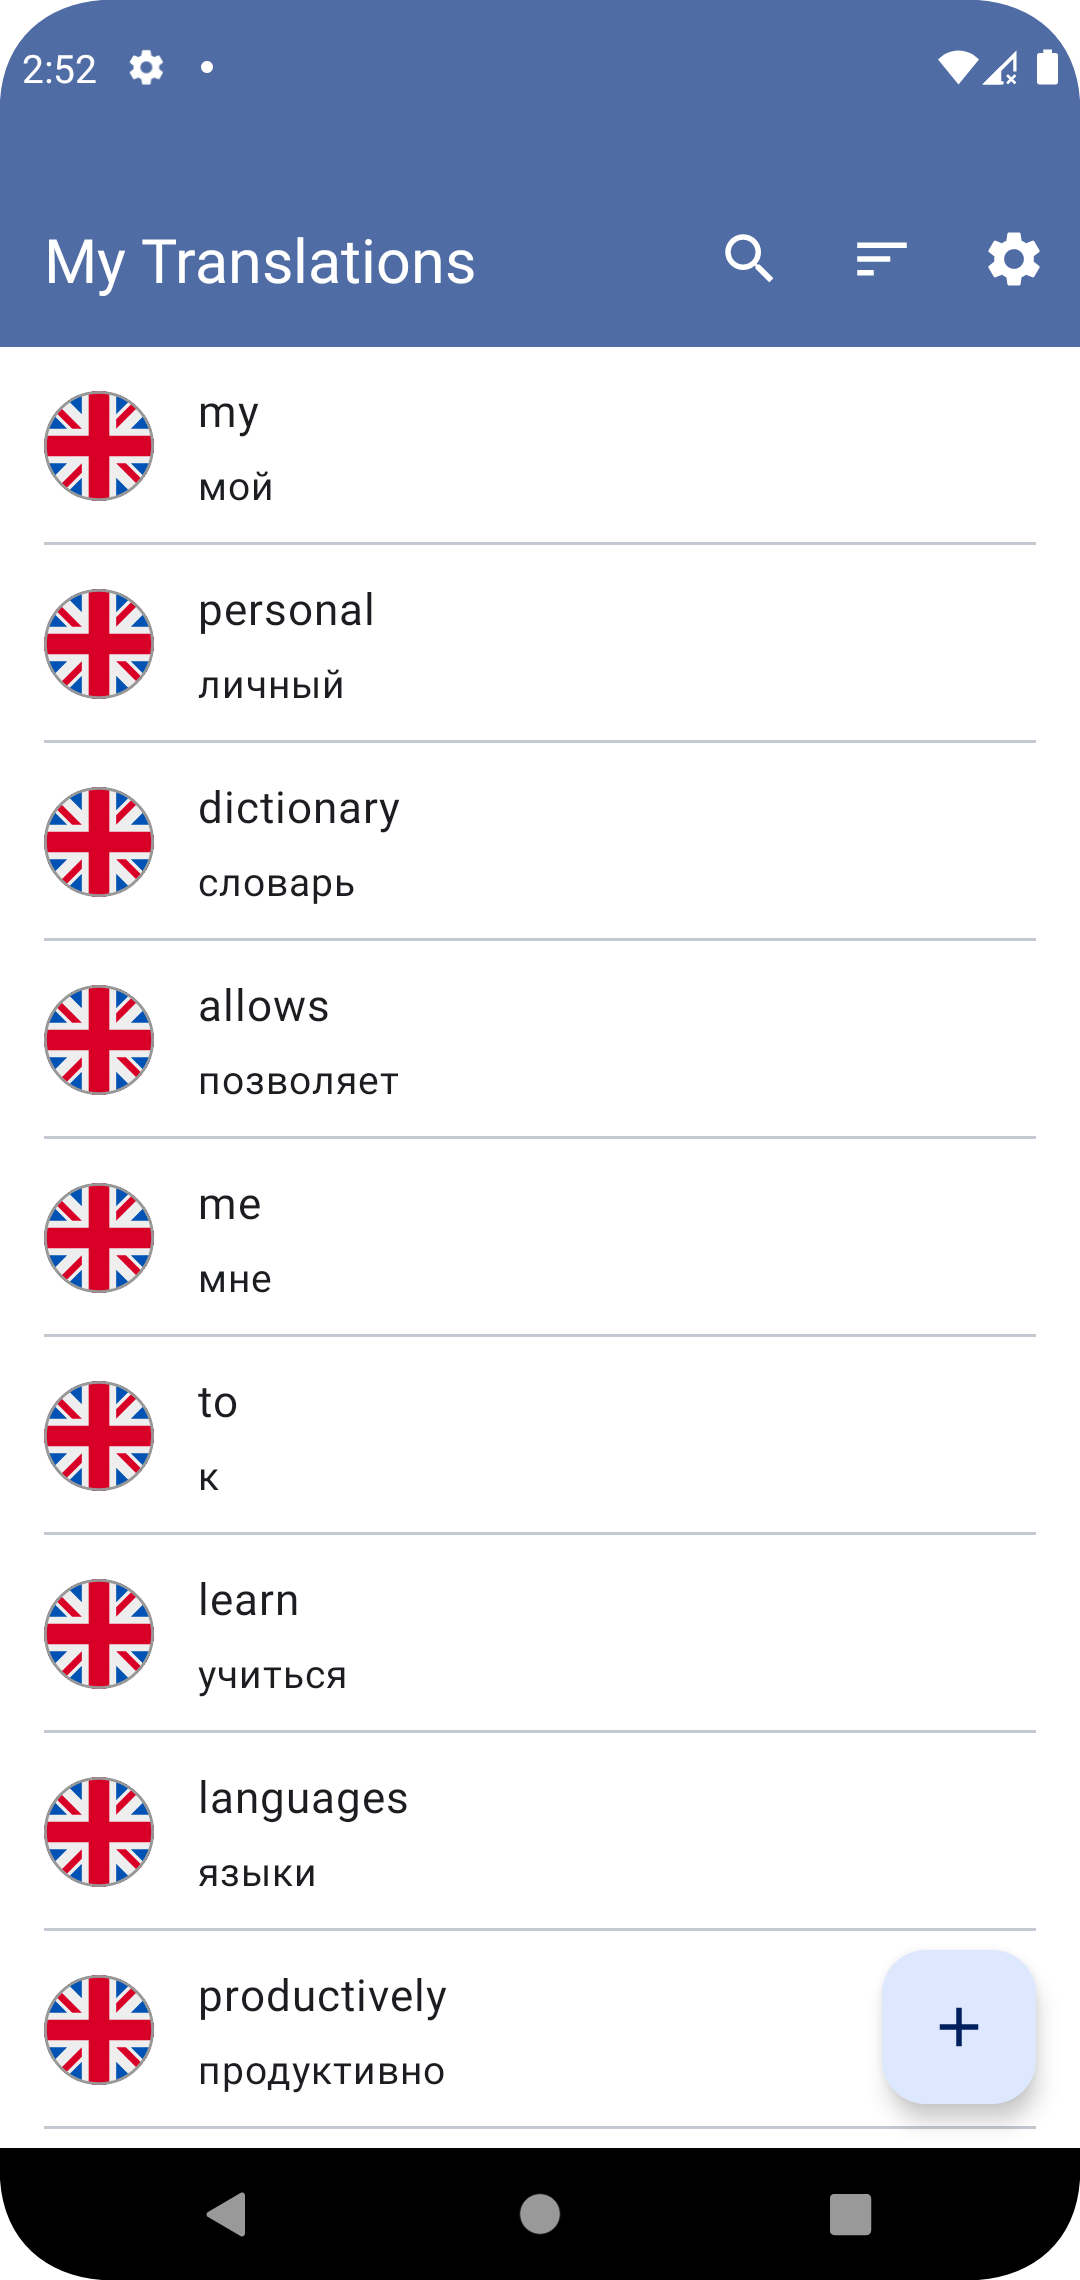 2:52
My Translations
my
мой
personal
личный
dictionary
словарь
allows
позволяет
me
мне
to
к
learn
учиться
languages
языки
productively
продуктивно